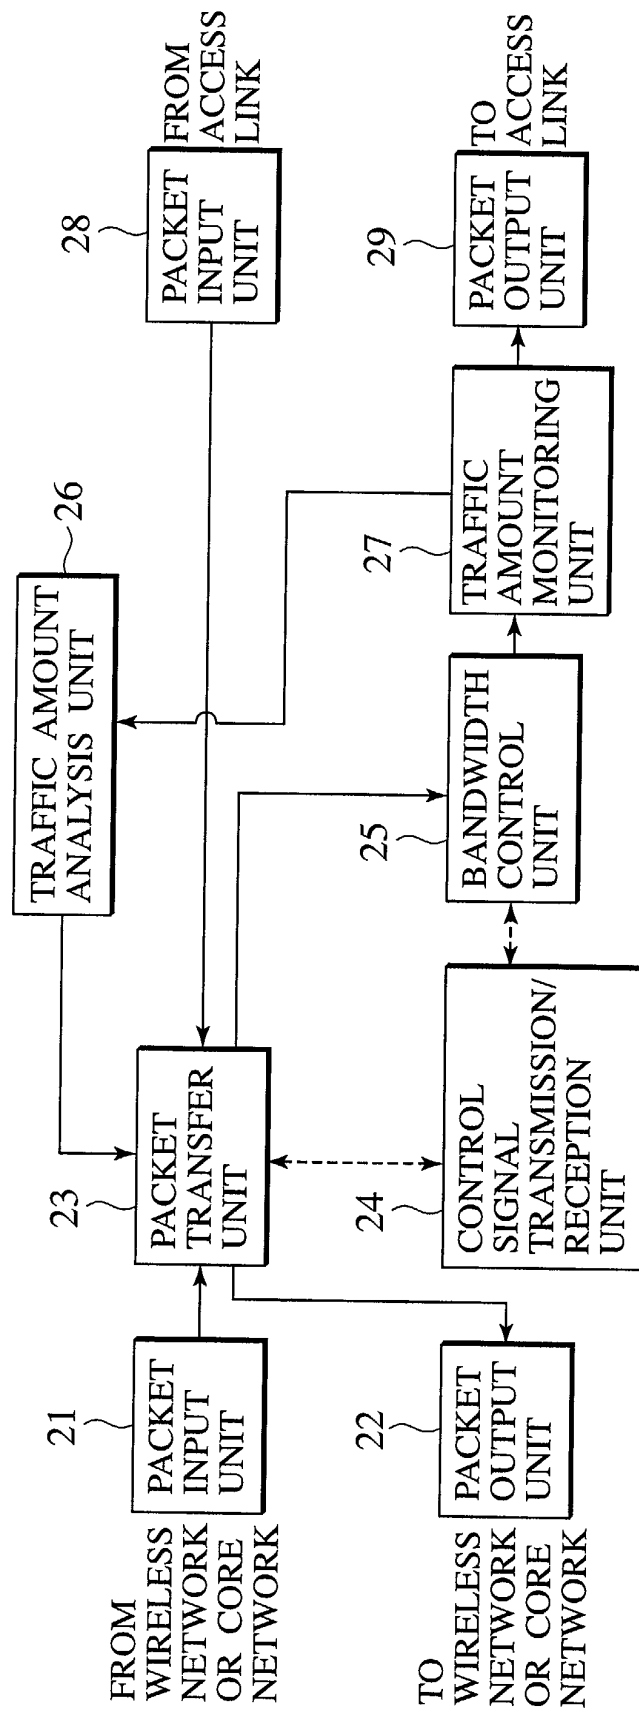 FROM
WIRELESS
NETWORK
OR CORE
NETWORK
21
PACKET
INPUT
UNIT
23
PACKET
TRANSFER
UNIT
TRAFFIC AMOUNT
ANALYSIS UNIT
26
28
PACKET
INPUT
UNIT
FROM
ACCESS
LINK
TO
WIRELESS
NETWORK
OR CORE
NETWORK
22
PACKET
OUTPUT
UNIT
24
CONTROL
SIGNAL
TRANSMISSION/
RECEPTION
UNIT
25
BANDWIDTH
CONTROL
UNIT
27
TRAFFIC
AMOUNT
MONITORING
UNIT
29
PACKET
OUTPUT
UNIT
TO
ACCESS
LINK